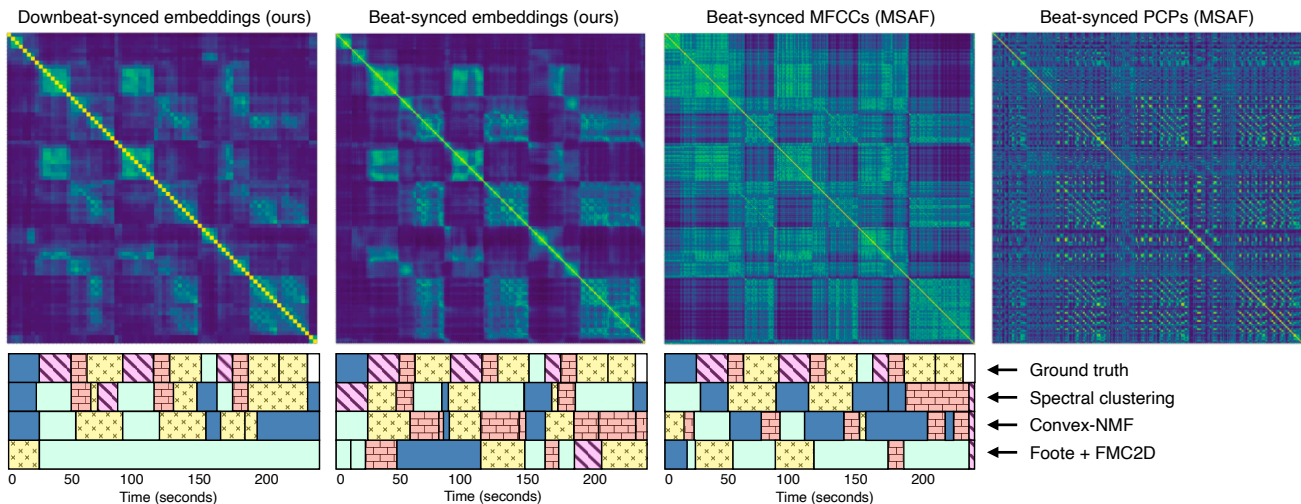 Downbeat-synced embeddings (ours)
Beat-synced embeddings (ours)
Beat-synced MFCCs (MSAF)
Beat-synced PCPs (MSAF)
Ground truth
Spectral clustering
Convex-NMF
Foote + FMC2D
0 50 100 150 200
0 50 100 150 200
0 50 100 150 200
Time (seconds)
Time (seconds)
Time (seconds)